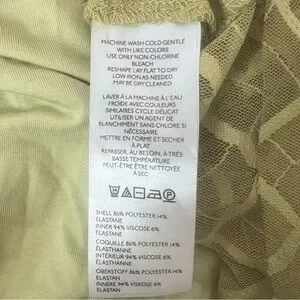 MACHINE WASH COLD GENTLE
WITH LIKE COLORS
USE ONLY NON-CHLORINE
BLEACH
RESHAPE LAY FLAT TO DRY
LOW IRON AS NEEDED
MAY BE DRY CLEANED
LAVER À LA MACHINE À L'EAU
FROIDE AVEC COULEURS
SIMILAIRES CYCLE DÉLICAT
UTILISER UN AGENT DE
BLANCHIMENT SANS CHLORE SI
NÉCESSAIRE
METTRE EN FORME ET SÉCHER
À PLAT
REPASSER, AU BESOIN, À TRÈS
BASSE TEMPÉRATURE
PEUT-ÊTRE ÊTRE NETTOYÉ
À SEC
SHELL 86% POLYESTER 14%
ELASTANE
INNER 94% VISCOSE 6%
ELASTANE
COQUILLE 86% POLYESTER 14%
ÉLASTHANNE
INTÉRIEUR 94% VISCOSE 6%
ÉLASTHANNE
OBERSTOFF 86% POLYESTER 14%
ELASTAN
INNERE 94% VISCOSE 6%
ELASTAN